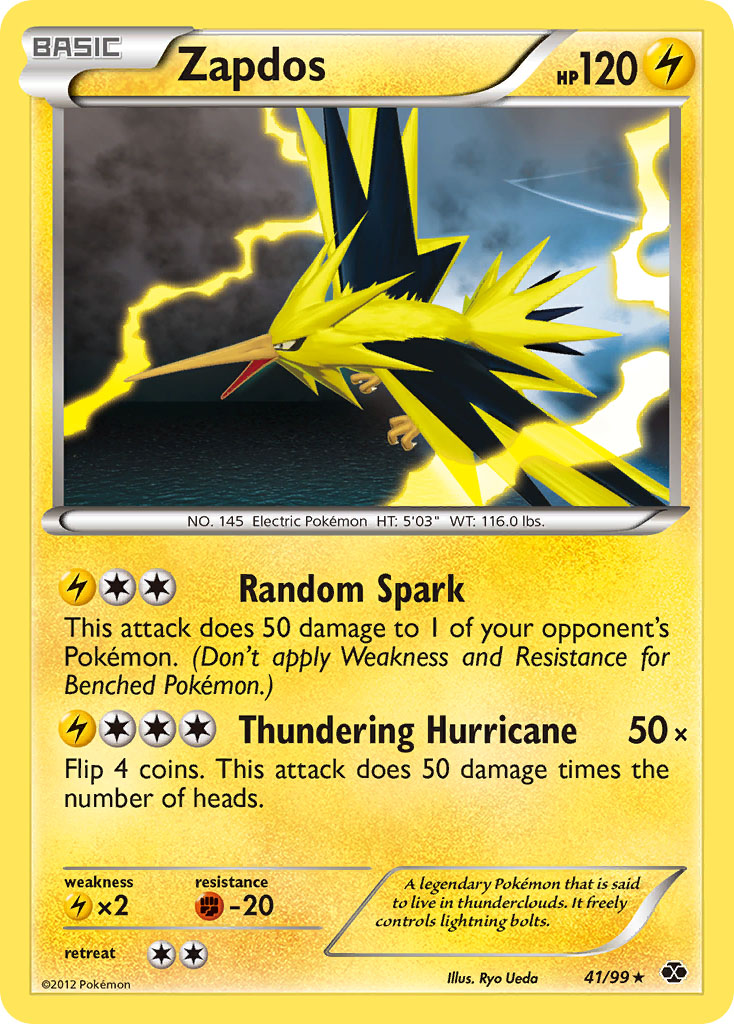 BASIC
Zapdos
HP120
NO. 145 Electric Pokémon HT: 5'03" WT: 116.0 lbs.
Random Spark
This attack does 50 damage to 1 of your opponent's
Pokémon. (Don't apply Weakness and Resistance for
Benched Pokémon.)
Thundering Hurricane 50×
Flip 4 coins. This attack does 50 damage times the
number of heads.
weakness
×2
resistance
-20
retreat
A legendary Pokémon that is said
to live in thunderclouds. It freely
controls lightning bolts.
©2012 Pokémon
Illus. Ryo Ueda
41/99 ★